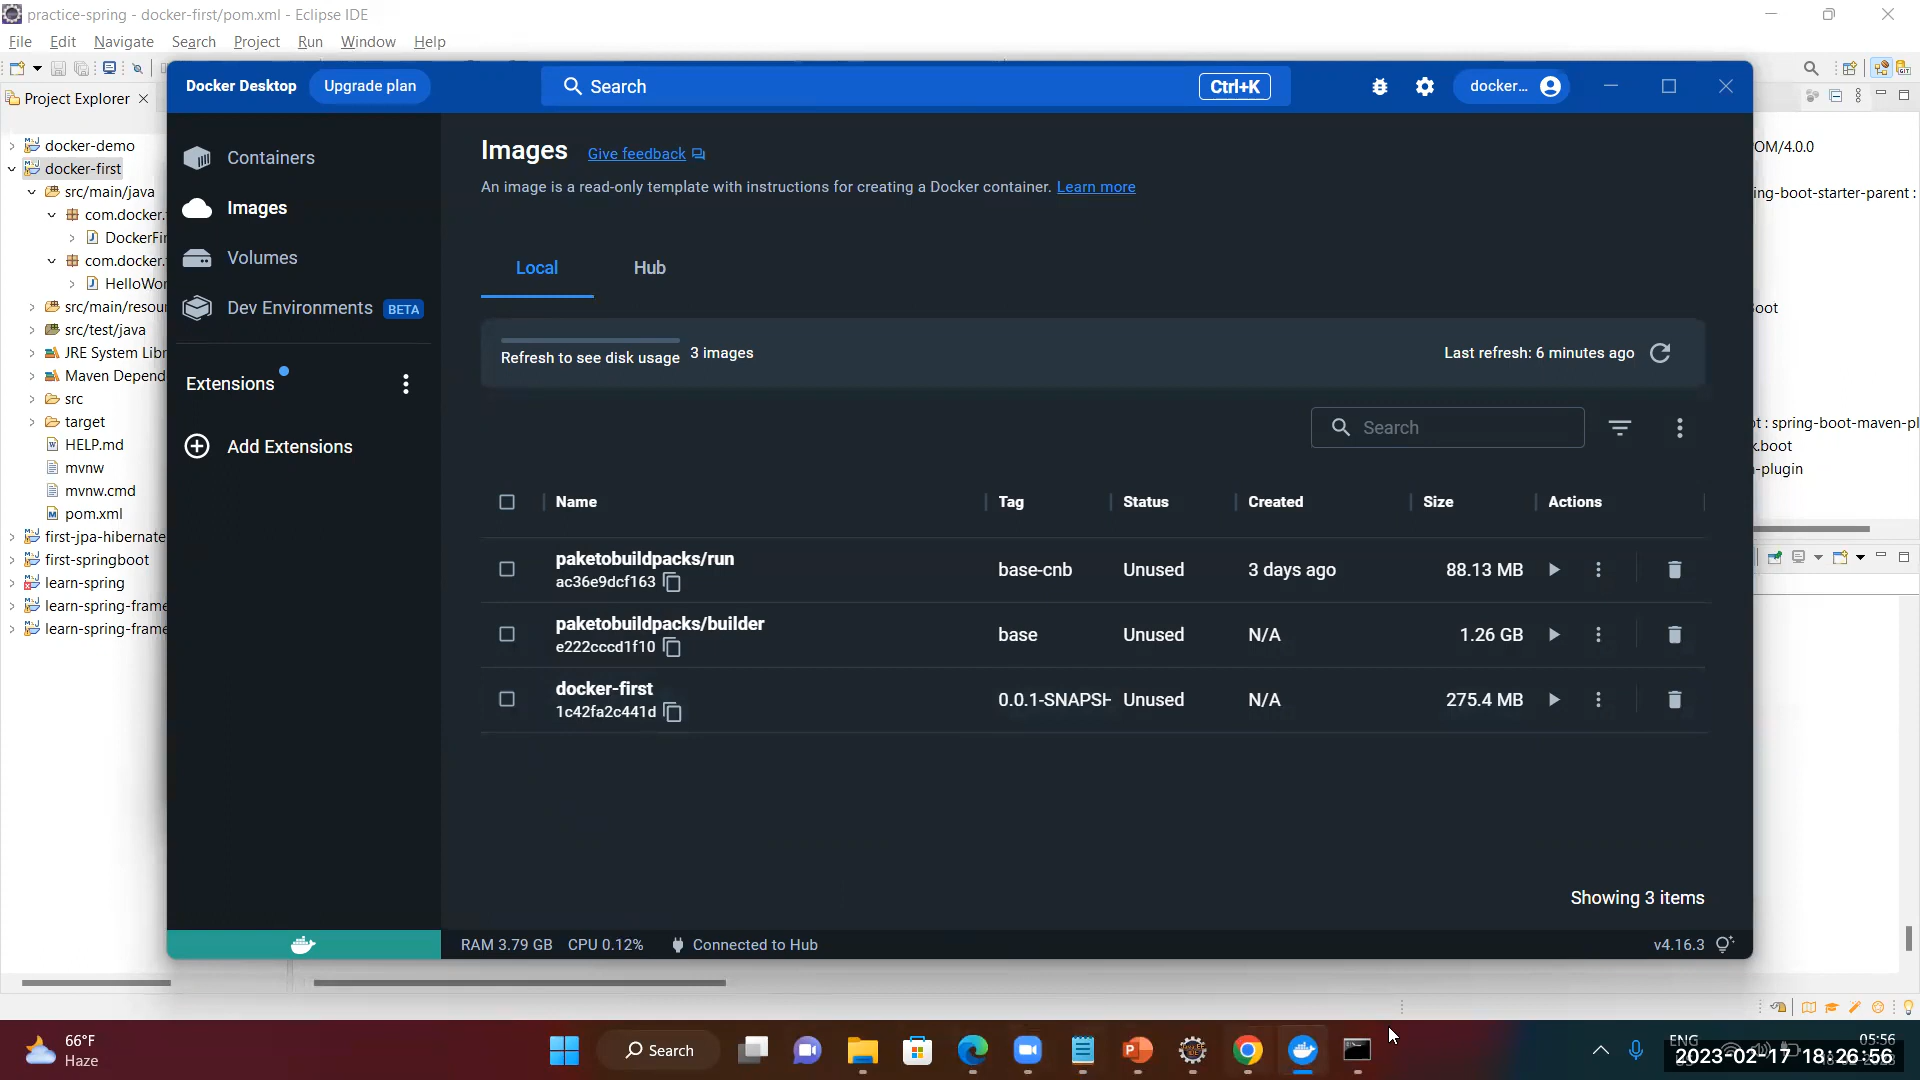 practice-spring - docker-first/pom.xml - Eclipse IDE
File Edit Navigate Search Project Run Window Help
Project Explorer
docker-demo
docker-first
src/main/java
com.docker.
DockerFir
com.docker.
HelloWor
src/main/resour
src/test/java
JRE System Libr
Maven Depend
src
target
HELP.md
mvnw
mvnw.cmd
pom.xml
first-jpa-hibernate
first-springboot
learn-spring
learn-spring-frame
learn-spring-frame
Docker Desktop
Upgrade plan
Search
Ctrl+K
docker...
Containers
Images
Volumes
Dev Environments BETA
Extensions
Add Extensions
Images Give feedback
An image is a read-only template with instructions for creating a Docker container. Learn more
Local Hub
Refresh to see disk usage 3 images
Last refresh: 6 minutes ago
Search
Name Tag Status Created Size Actions
paketobuildpacks/run
ac36e9dcf163
base-cnb Unused 3 days ago 88.13 MB
paketobuildpacks/builder
e222cccd1f10
base Unused N/A 1.26 GB
docker-first
1c42fa2c441d
0.0.1-SNAPSH Unused N/A 275.4 MB
Showing 3 items
RAM 3.79 GB CPU 0.12% Connected to Hub
v4.16.3
OM/4.0.0
ing-boot-starter-parent :
Boot
ot : spring-boot-maven-pl
k.boot
-plugin
66°F
Haze
Search
ENG
05:56
2023-02-17 18:26:56